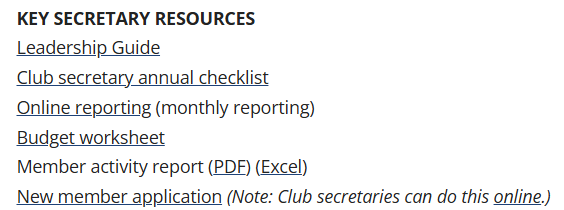 KEY SECRETARY RESOURCES
Leadership Guide
Club secretary annual checklist
Online reporting (monthly reporting)
Budget worksheet
Member activity report (PDF) (Excel)
New member application (Note: Club secretaries can do this online.)